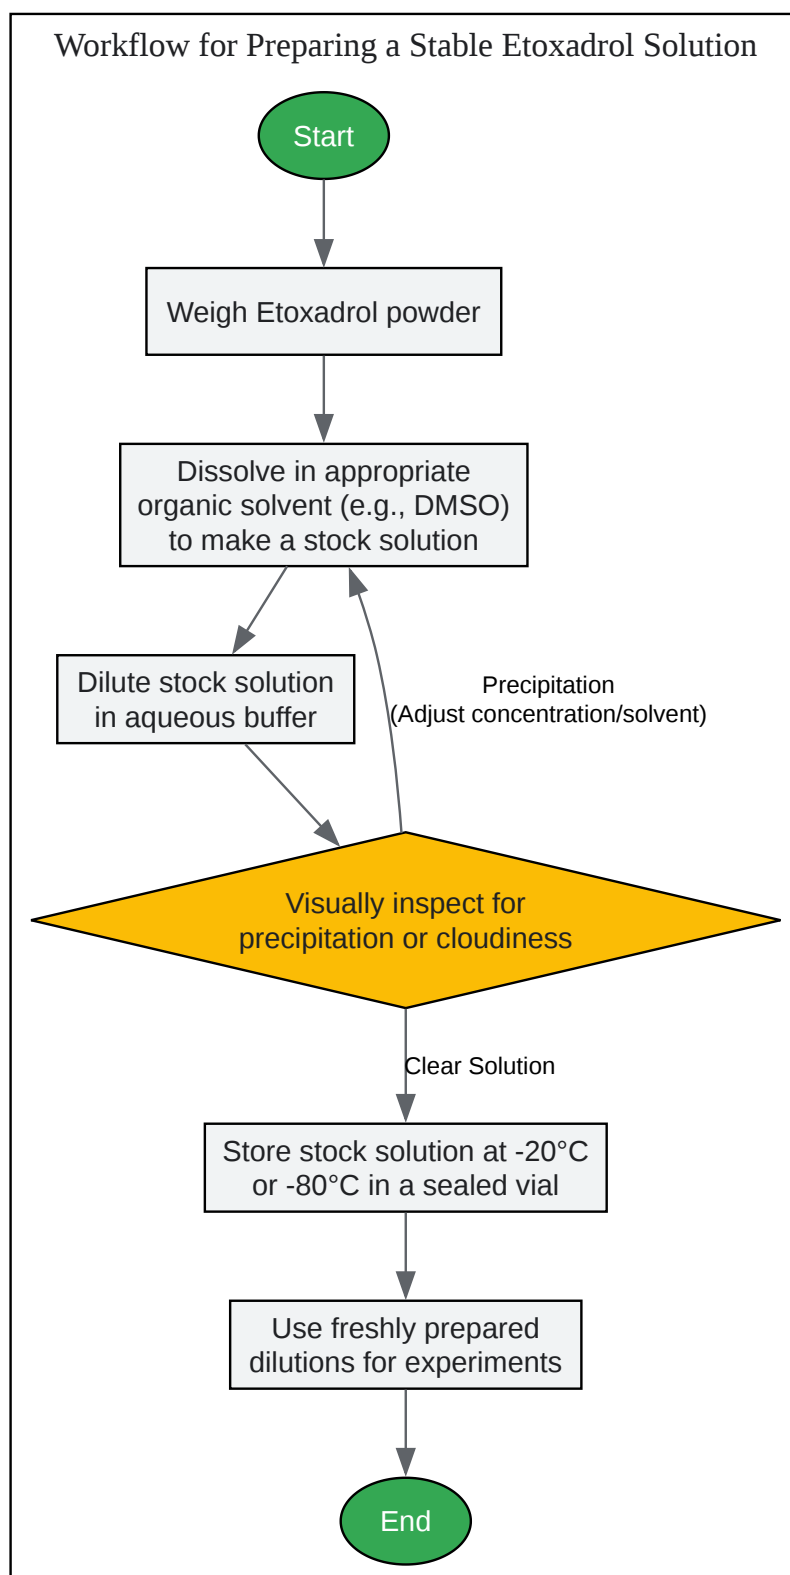 Workflow for Preparing a Stable Etoxadrol Solution
Start
Weigh Etoxadrol powder
Dissolve in appropriate
organic solvent (e.g., DMSO)
to make a stock solution
Dilute stock solution
in aqueous buffer
Precipitation
(Adjust concentration/solvent)
Visually inspect for
precipitation or cloudiness
Clear Solution
Store stock solution at -20°C
or -80°C in a sealed vial
Use freshly prepared
dilutions for experiments
End